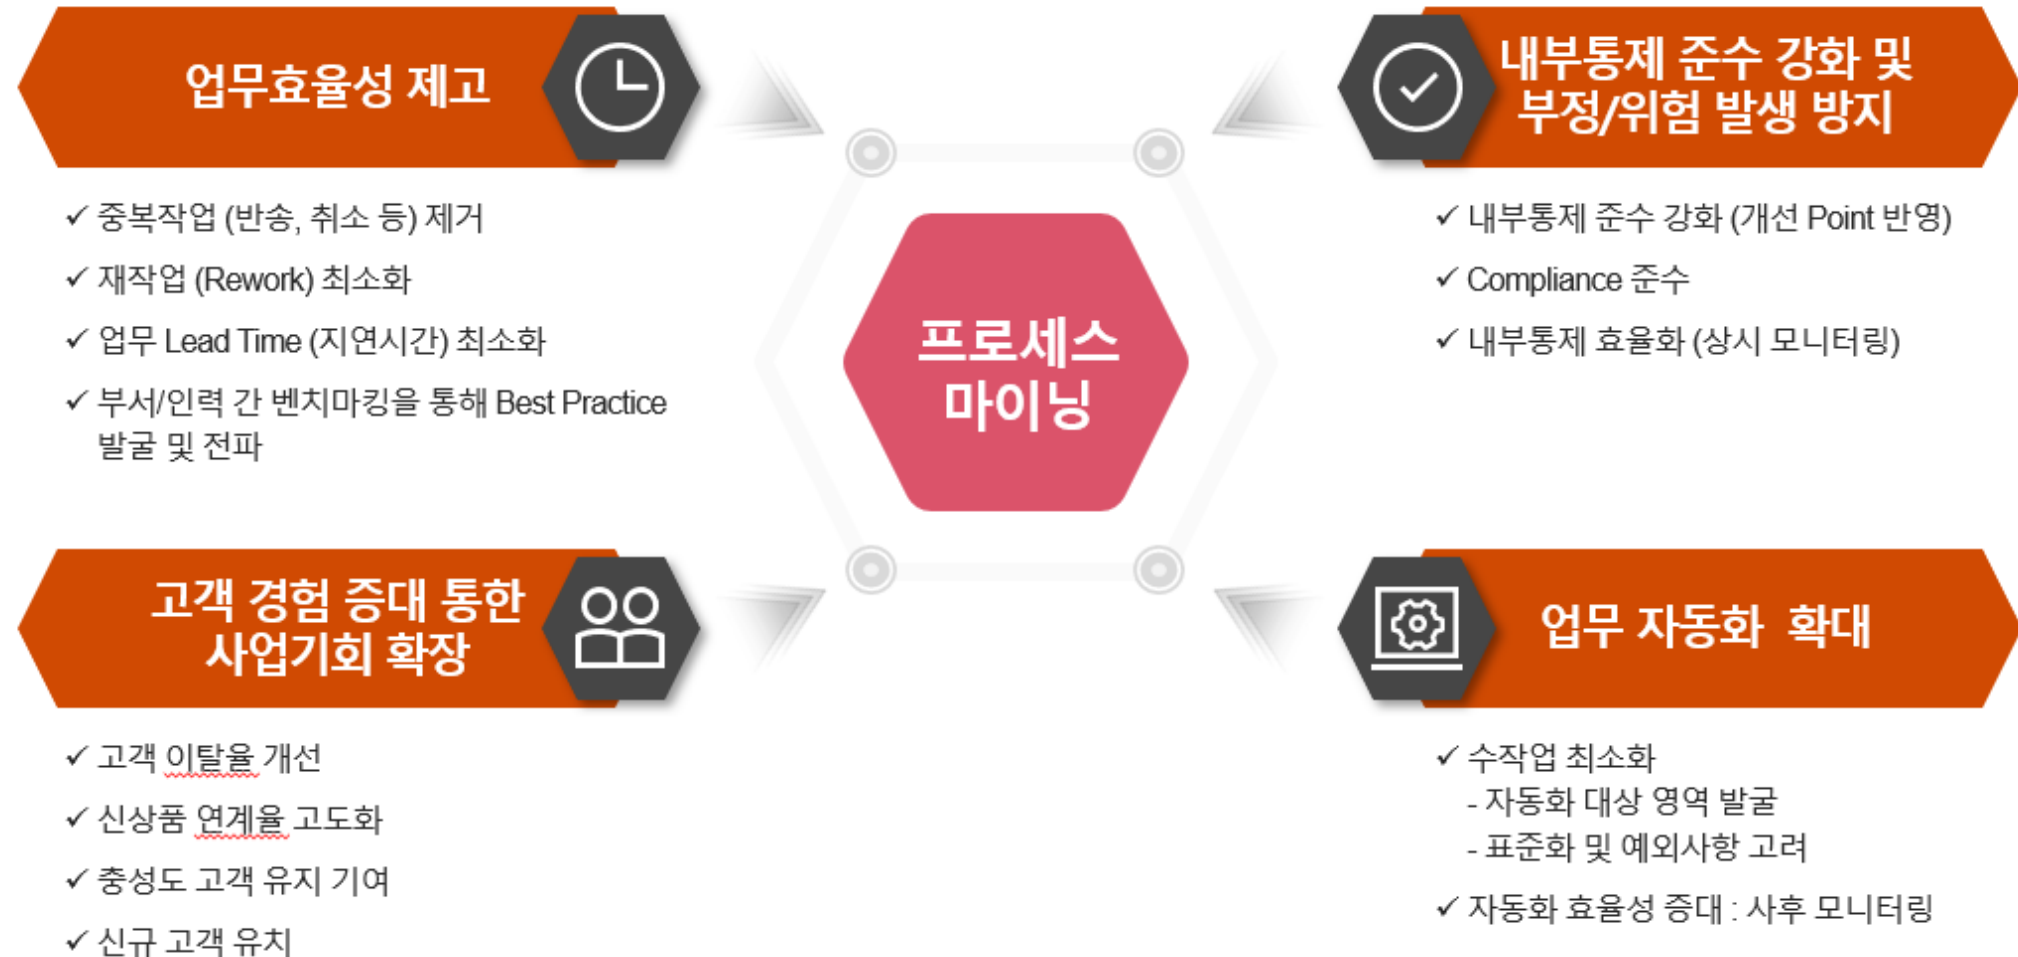 업무효율성 제고
✓ 중복작업 (반송, 취소 등) 제거
✓ 재작업 (Rework) 최소화
✓ 업무 Lead Time (지연시간) 최소화
✓ 부서/인력 간 벤치마킹을 통해 Best Practice
발굴 및 전파
내부통제 준수 강화 및
부정/위험 발생 방지
✓ 내부통제 준수 강화 (개선 Point 반영)
✓ Compliance 준수
✓ 내부통제 효율화 (상시 모니터링)
프로세스
마이닝
고객 경험 증대 통한
사업기회 확장
✓ 고객 이탈율 개선
✓ 신상품 연계율 고도화
✓ 충성도 고객 유지 기여
✓ 신규 고객 유치
업무 자동화 확대
✓ 수작업 최소화
- 자동화 대상 영역 발굴
- 표준화 및 예외사항 고려
✓ 자동화 효율성 증대 : 사후 모니터링